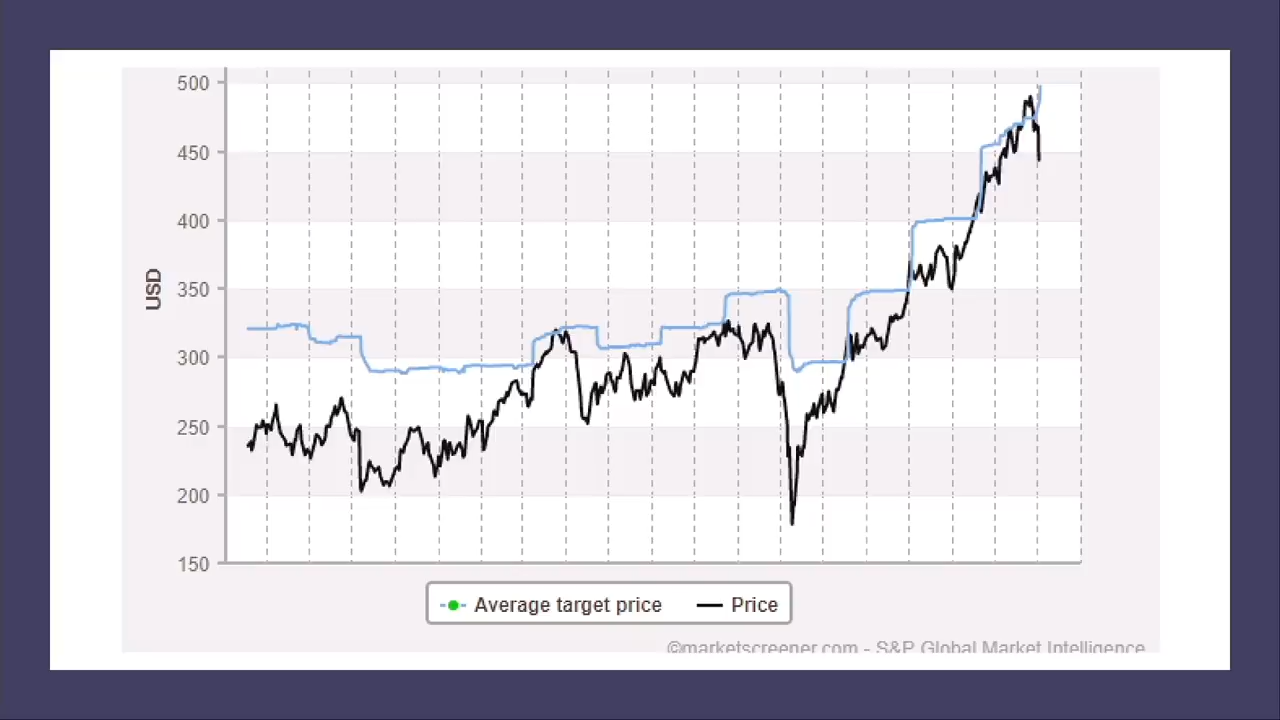 500
450
400
USD
350
300
250
200
150
Average target price
Price
©marketscreener.com - S&P Global Market Intelligence